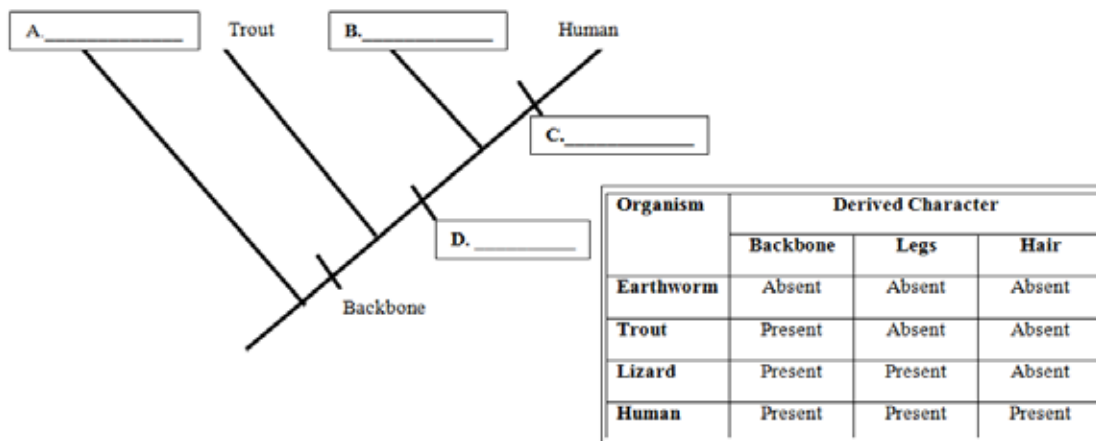 A.______________ Trout B.______________ Human
C.______________
D. ___________
Backbone
Organism Derived Character
Backbone Legs Hair
Earthworm Absent Absent Absent
Trout Present Absent Absent
Lizard Present Present Absent
Human Present Present Present